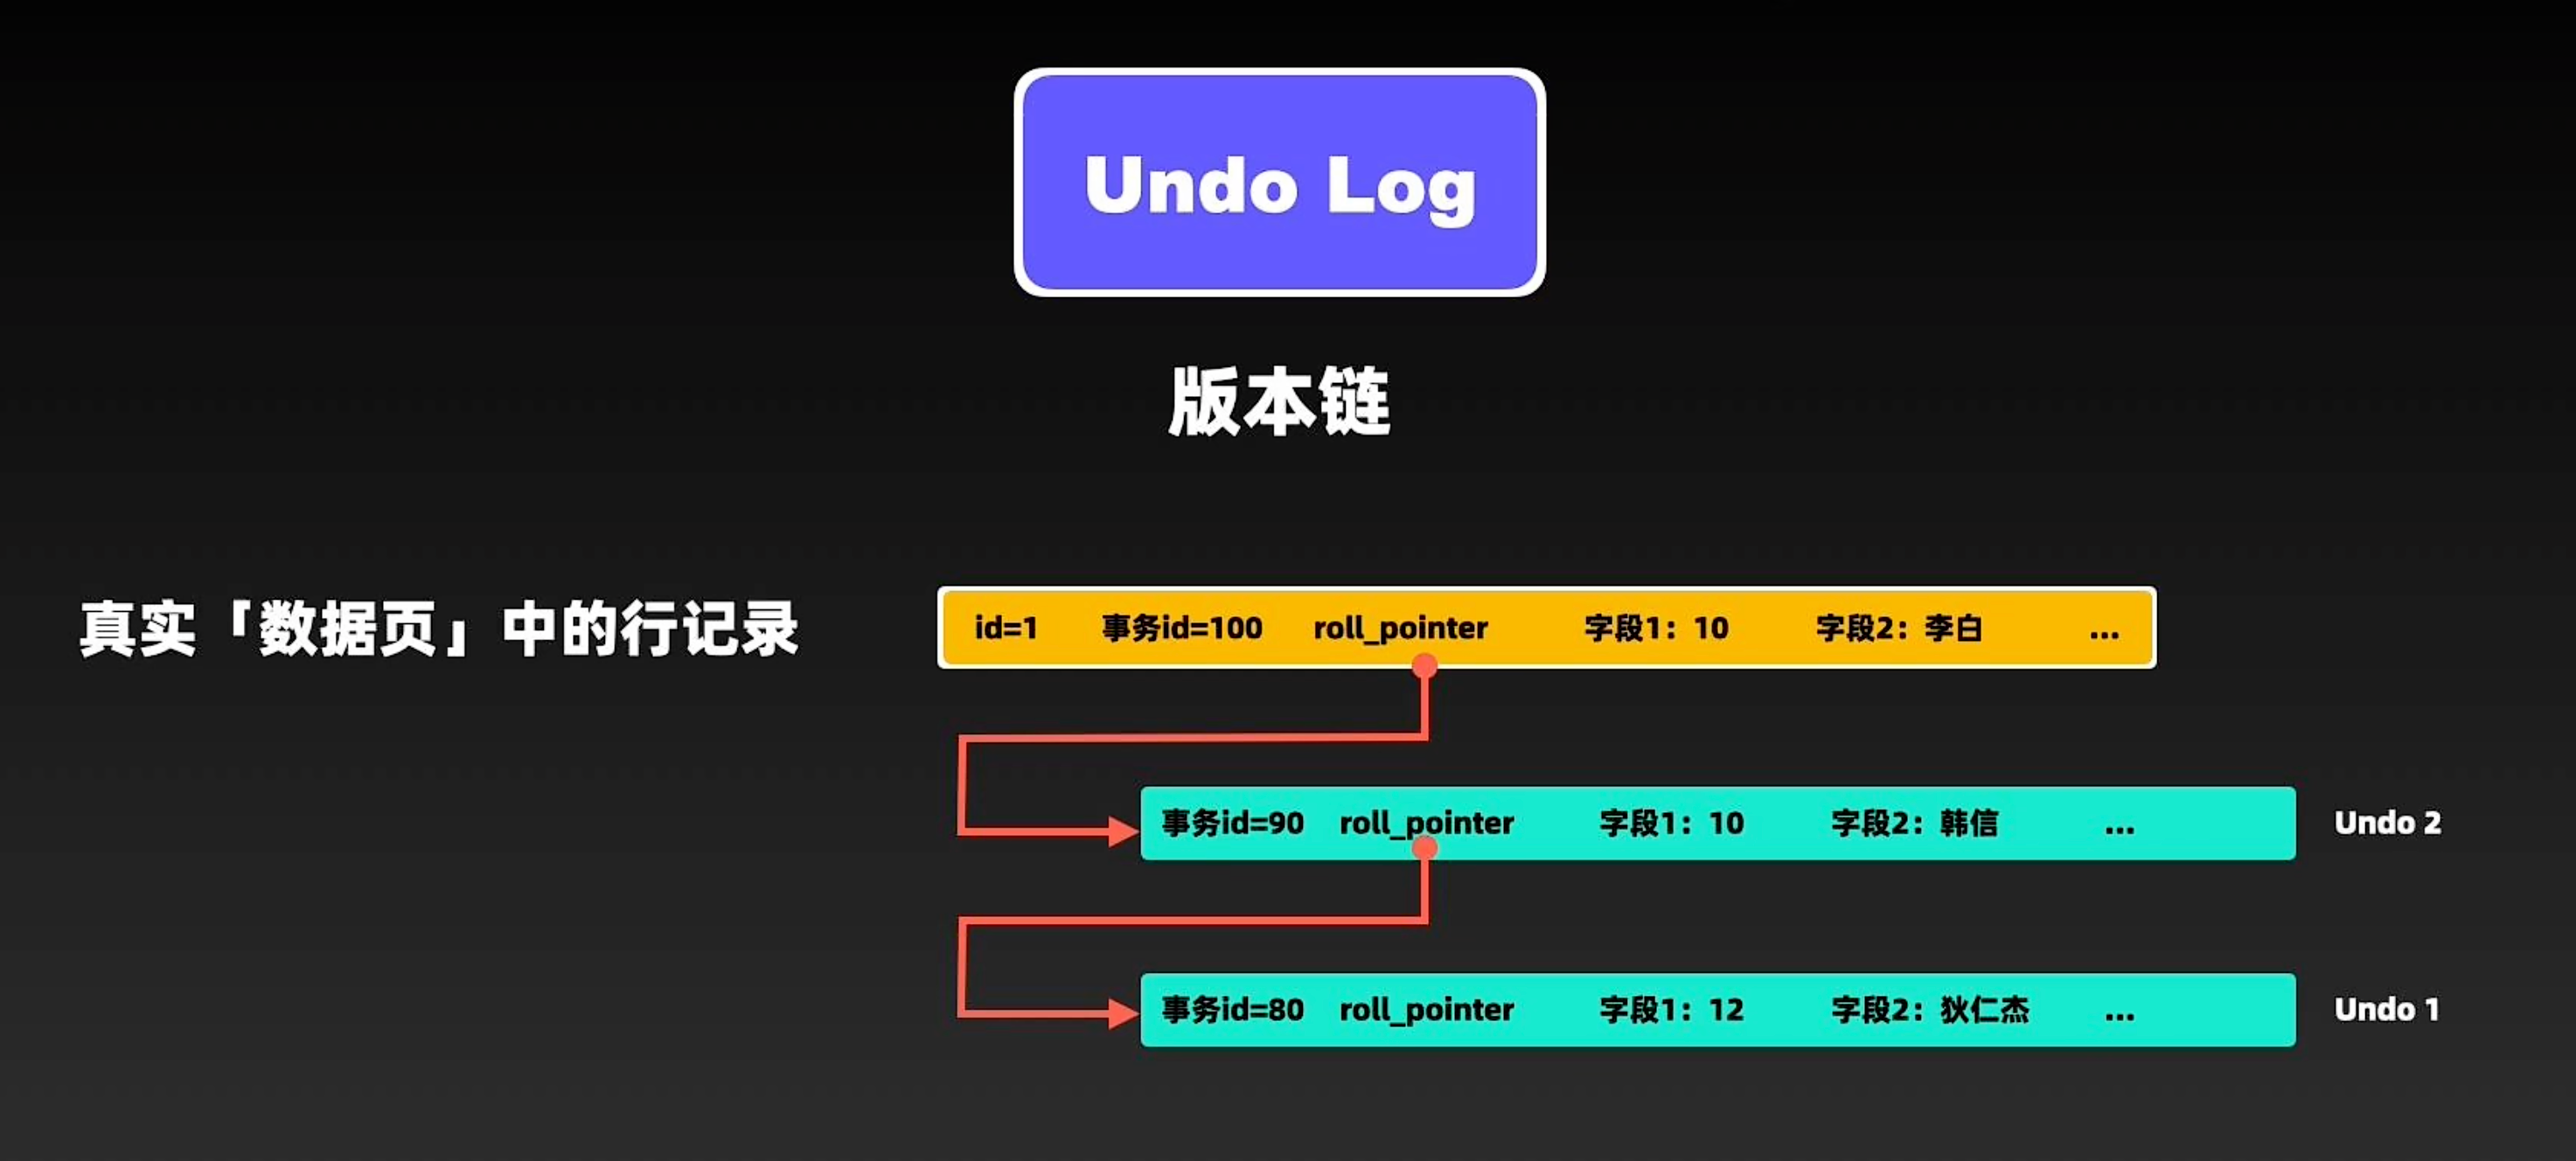 Undo Log
版本链
真实「数据页」中的行记录
id=1 事务id=100 roll_pointer 字段1：10 字段2：李白 ...
事务id=90 roll_pointer 字段1：10 字段2：韩信 ... Undo 2
事务id=80 roll_pointer 字段1：12 字段2：狄仁杰 ... Undo 1